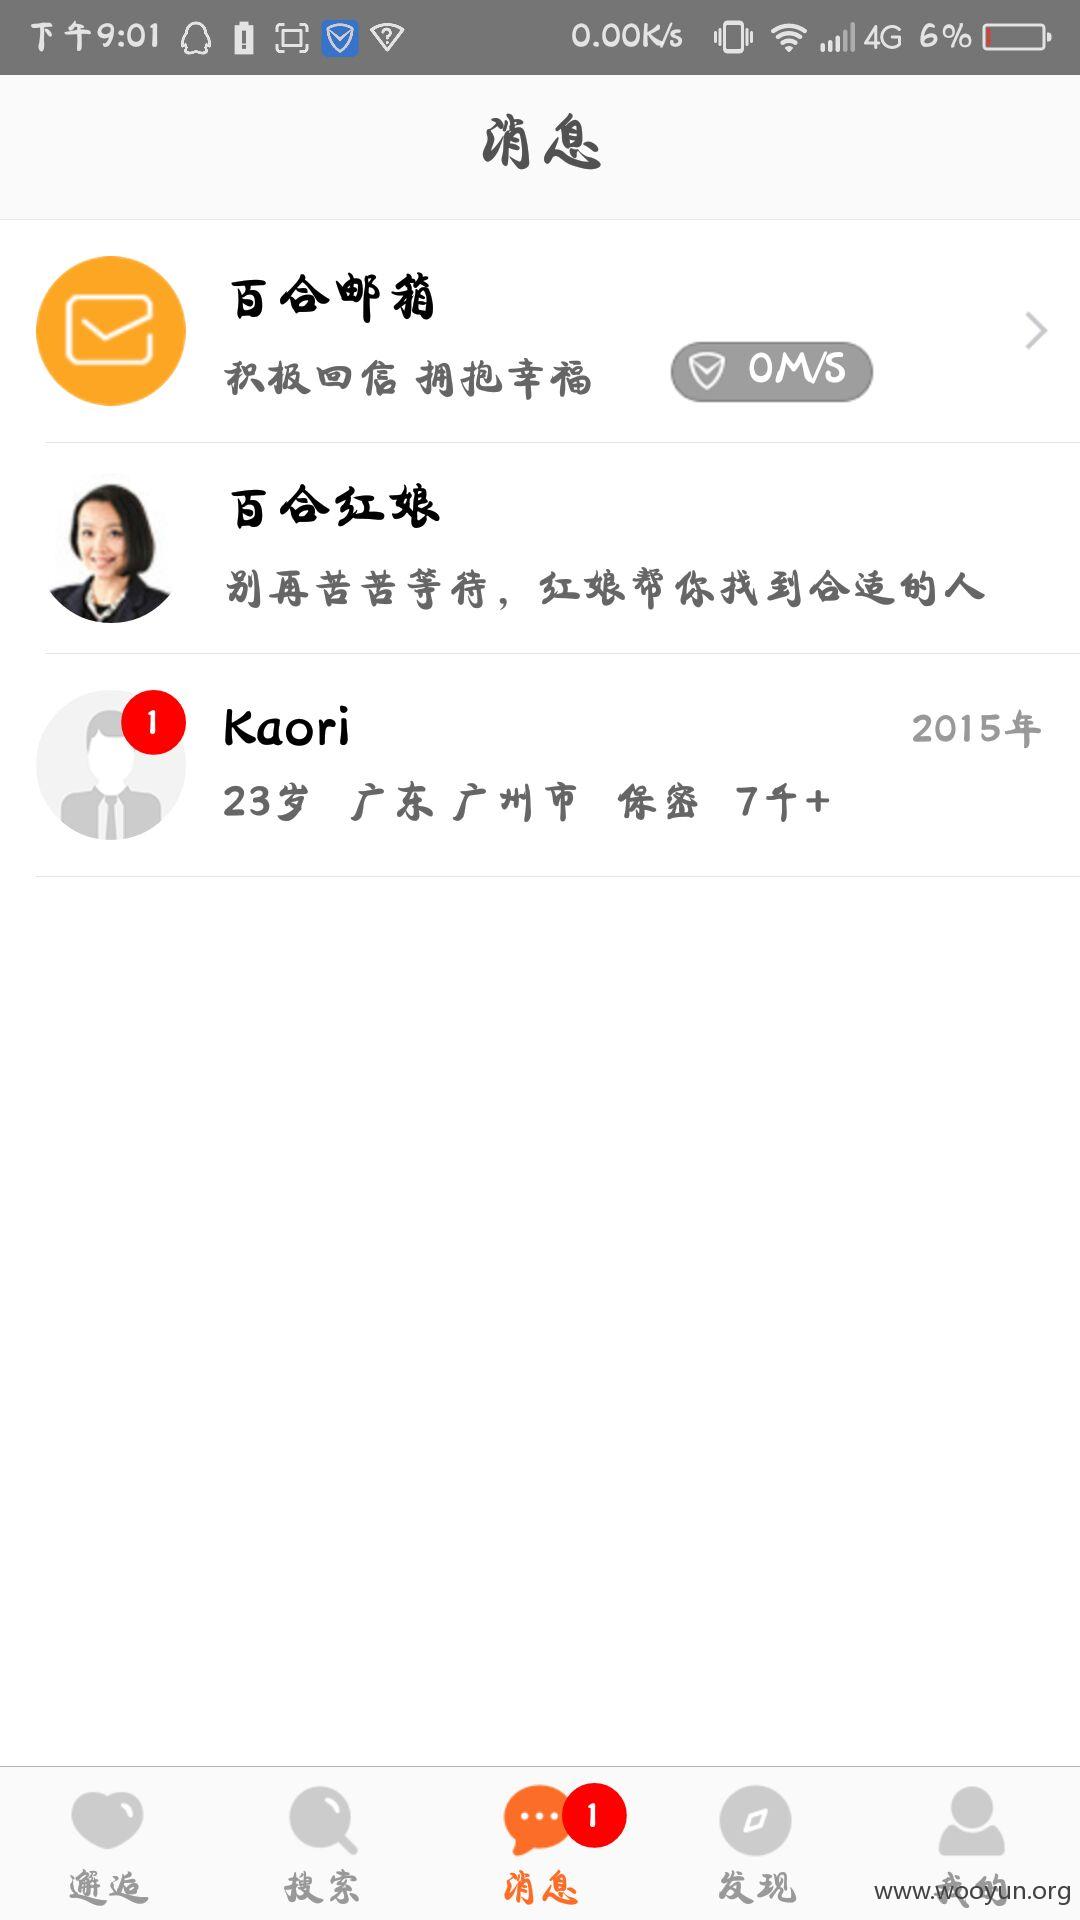 下午9:01 0.00K/s 4G 6%
消息
百合邮箱
积极回信 拥抱幸福
0M/S
百合红娘
别再苦苦等待，红娘帮你找到合适的人
1
Kaori 2015年
23岁 广东 广州市 保密 7千+
1
邂逅 搜索 消息 发现 我的
www.wooyun.org